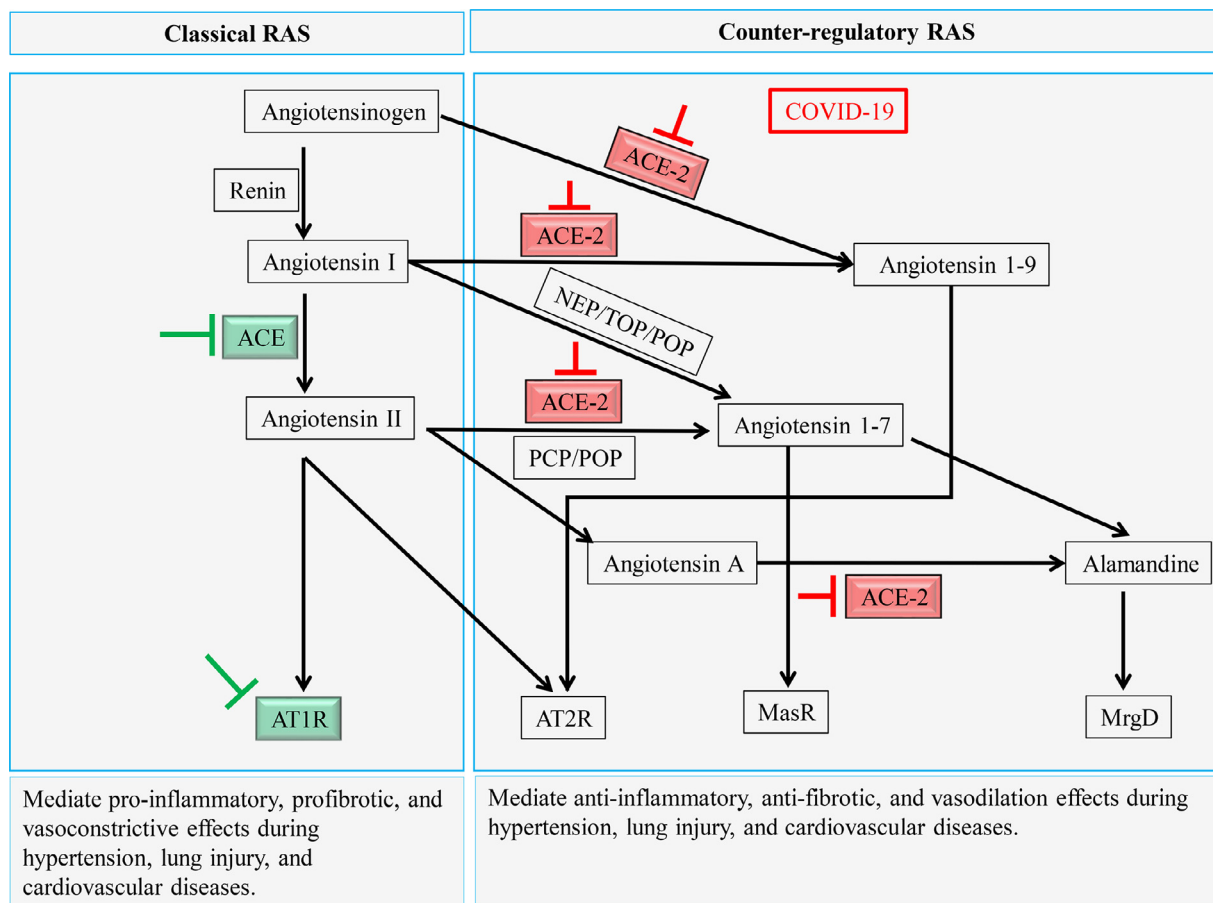 Classical RAS
Counter-regulatory RAS
Angiotensinogen
COVID-19
ACE-2
Renin
ACE-2
Angiotensin I
Angiotensin 1-9
NEP/TOP/POP
ACE
ACE-2
Angiotensin II
Angiotensin 1-7
PCP/POP
Angiotensin A
Alamandine
ACE-2
AT1R
AT2R
MasR
MrgD
Mediate pro-inflammatory, profibrotic, and
vasoconstrictive effects during
hypertension, lung injury, and
cardiovascular diseases.
Mediate anti-inflammatory, anti-fibrotic, and vasodilation effects during
hypertension, lung injury, and cardiovascular diseases.